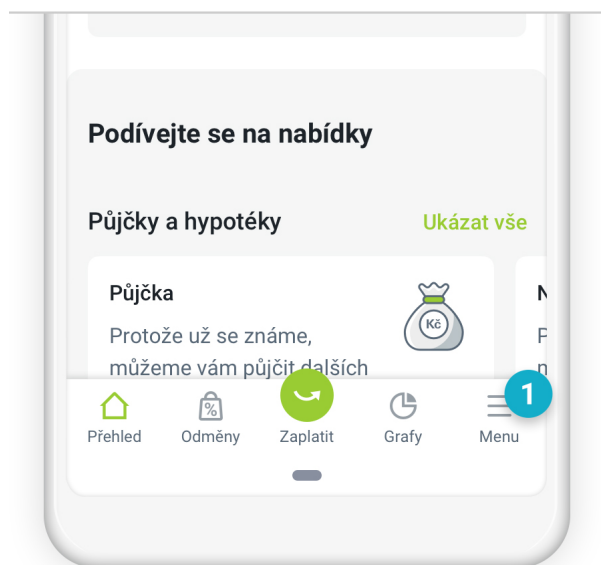 Podívejte se na nabídky
Půjčky a hypotéky Ukázat vše
Půjčka
Kč
Protože už se známe,
můžeme vám půjčit dalších
1
Přehled Odměny Zaplatit Grafy Menu
%